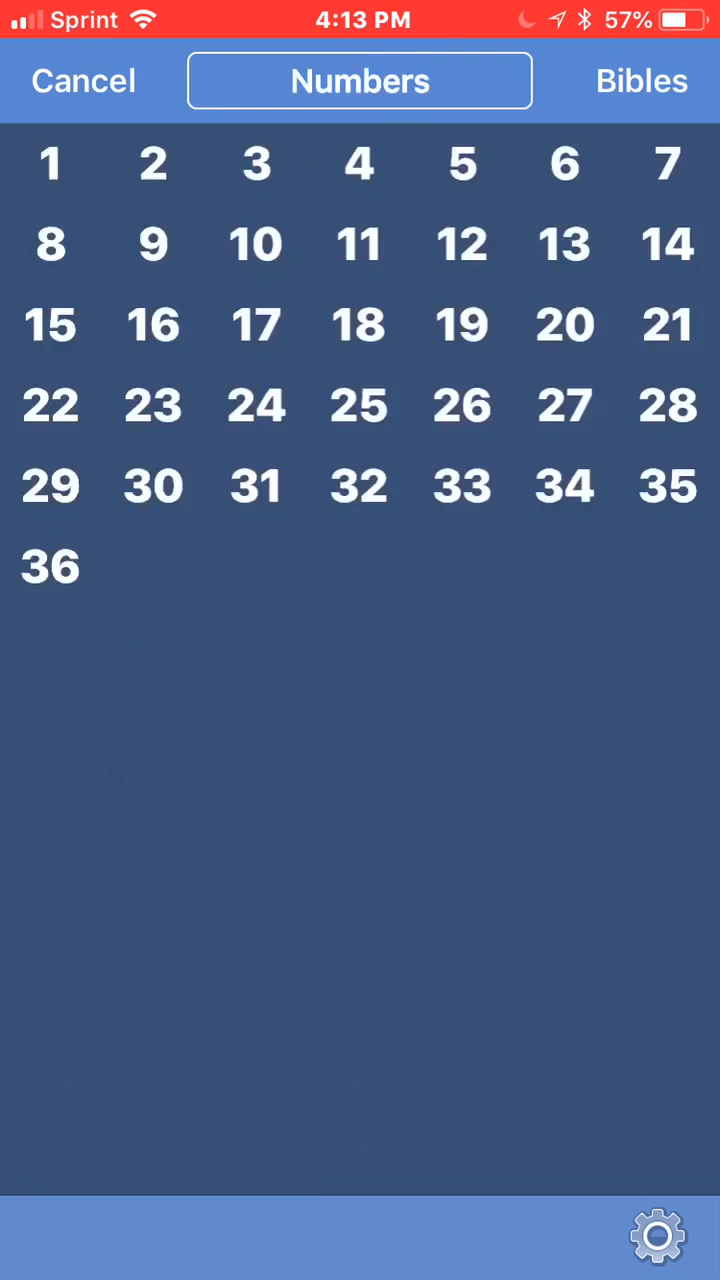 Sprint 4:13 PM 57%
Cancel Numbers Bibles
1 2 3 4 5 6 7
8 9 10 11 12 13 14
15 16 17 18 19 20 21
22 23 24 25 26 27 28
29 30 31 32 33 34 35
36